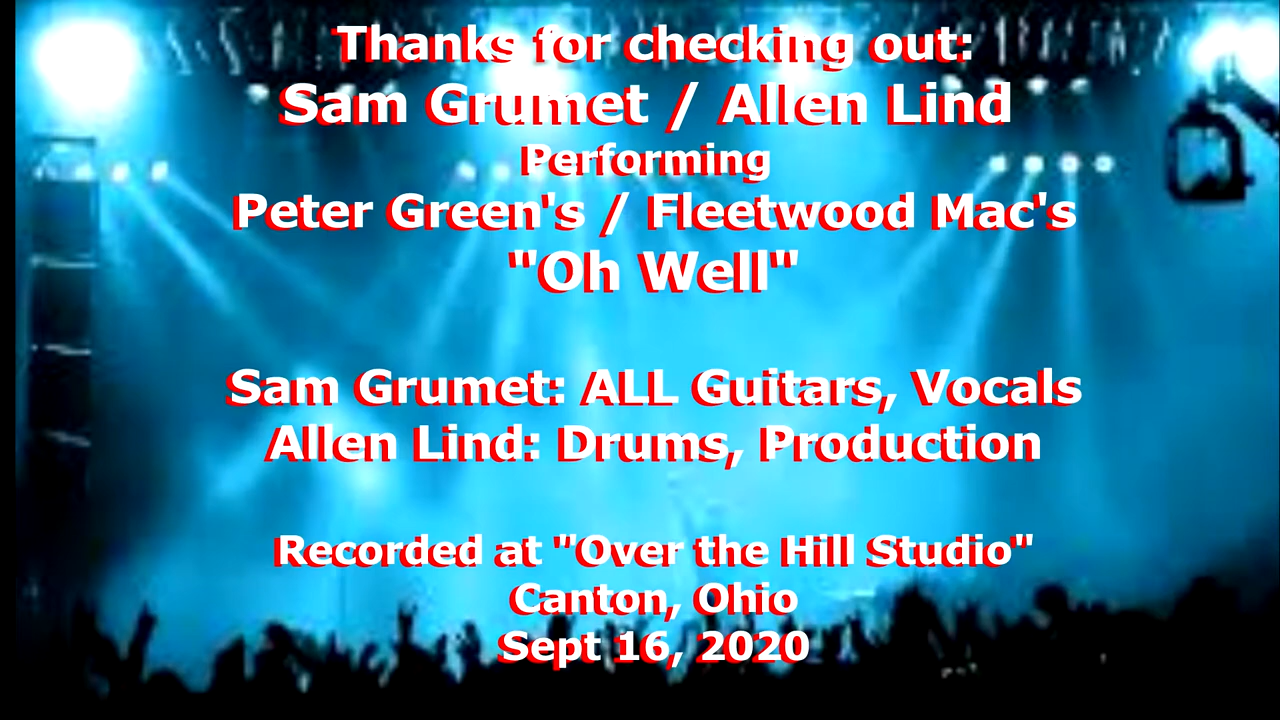 Thanks for checking out:
Sam Grumet / Allen Lind
Performing
Peter Green's / Fleetwood Mac's
"Oh Well"
Sam Grumet: ALL Guitars, Vocals
Allen Lind: Drums, Production
Recorded at "Over the Hill Studio"
Canton, Ohio
Sept 16, 2020